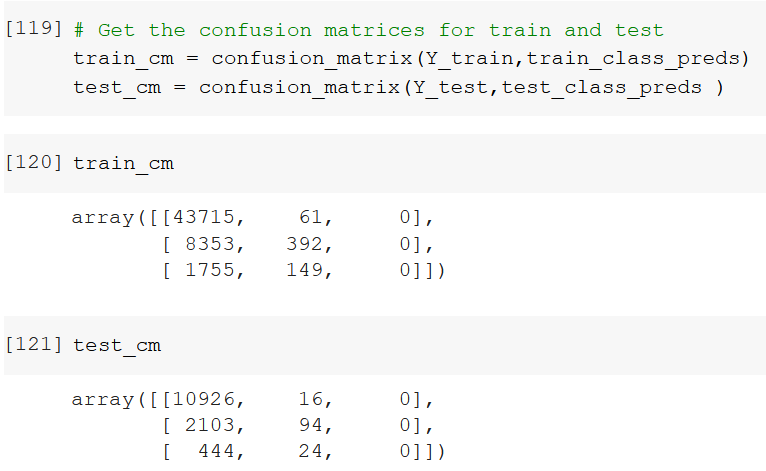 [119] # Get the confusion matrices for train and test
train_cm = confusion_matrix(Y_train,train_class_preds)
test_cm = confusion_matrix(Y_test,test_class_preds )
[120] train_cm
array([[43715, 61, 0],
[ 8353, 392, 0],
[ 1755, 149, 0]])
[121] test_cm
array([[10926, 16, 0],
[ 2103, 94, 0],
[ 444, 24, 0]])